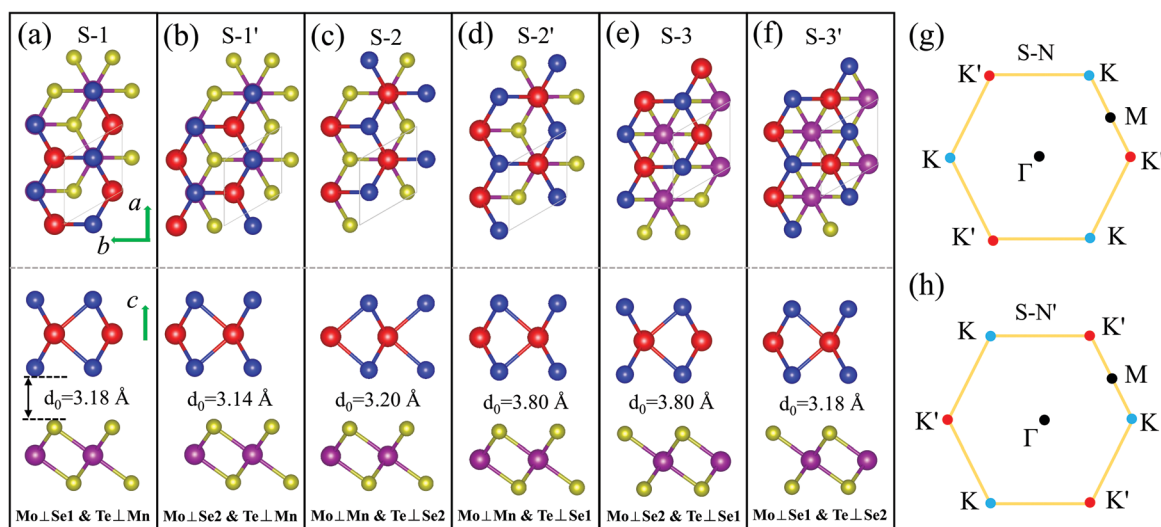 (a) S-1
(b) S-1'
(c) S-2
(d) S-2'
(e) S-3
(f) S-3'
a
b
c
d₀=3.18 Å
d₀=3.14 Å
d₀=3.20 Å
d₀=3.80 Å
d₀=3.80 Å
d₀=3.18 Å
Mo⊥Se1 & Te⊥Mn
Mo⊥Se2 & Te⊥Mn
Mo⊥Mn & Te⊥Se2
Mo⊥Mn & Te⊥Se1
Mo⊥Se2 & Te⊥Se1
Mo⊥Se1 & Te⊥Se2
(g)
S-N
K' K
M
K Γ K'
K' K
(h)
S-N'
K K'
M
K' Γ K
K K'